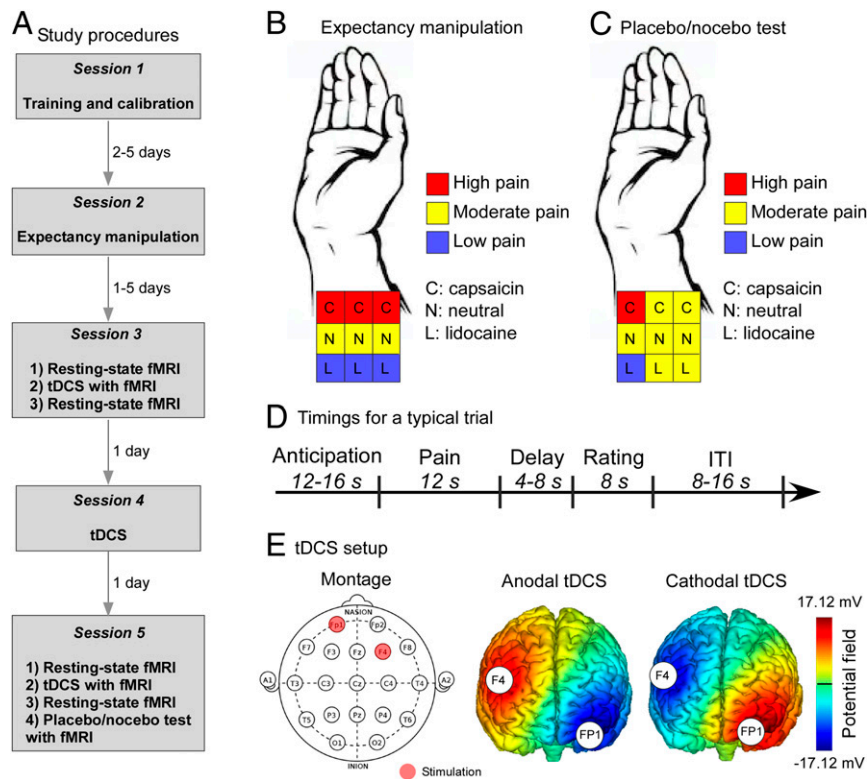 A Study procedures
Session 1
Training and calibration
2-5 days
Session 2
Expectancy manipulation
1-5 days
Session 3
1) Resting-state fMRI
2) tDCS with fMRI
3) Resting-state fMRI
1 day
Session 4
tDCS
1 day
Session 5
1) Resting-state fMRI
2) tDCS with fMRI
3) Resting-state fMRI
4) Placebo/nocebo test
with fMRI
B Expectancy manipulation
High pain
Moderate pain
Low pain
C: capsaicin
N: neutral
L: lidocaine
C C C
N N N
L L L
C Placebo/nocebo test
High pain
Moderate pain
Low pain
C: capsaicin
N: neutral
L: lidocaine
C C C
N N N
L L L
D Timings for a typical trial
Anticipation Pain Delay Rating ITI
12-16 s 12 s 4-8 s 8 s 8-16 s
E tDCS setup
Montage
NASION
Fp1 Fp2
F7 F3 Fz F4 F8
A1 T3 C3 Cz C4 T4 A2
T5 P3 Pz P4 T6
O1 O2
INION
Stimulation
Anodal tDCS
F4
FP1
Cathodal tDCS
F4
FP1
17.12 mV
Potential field
-17.12 mV